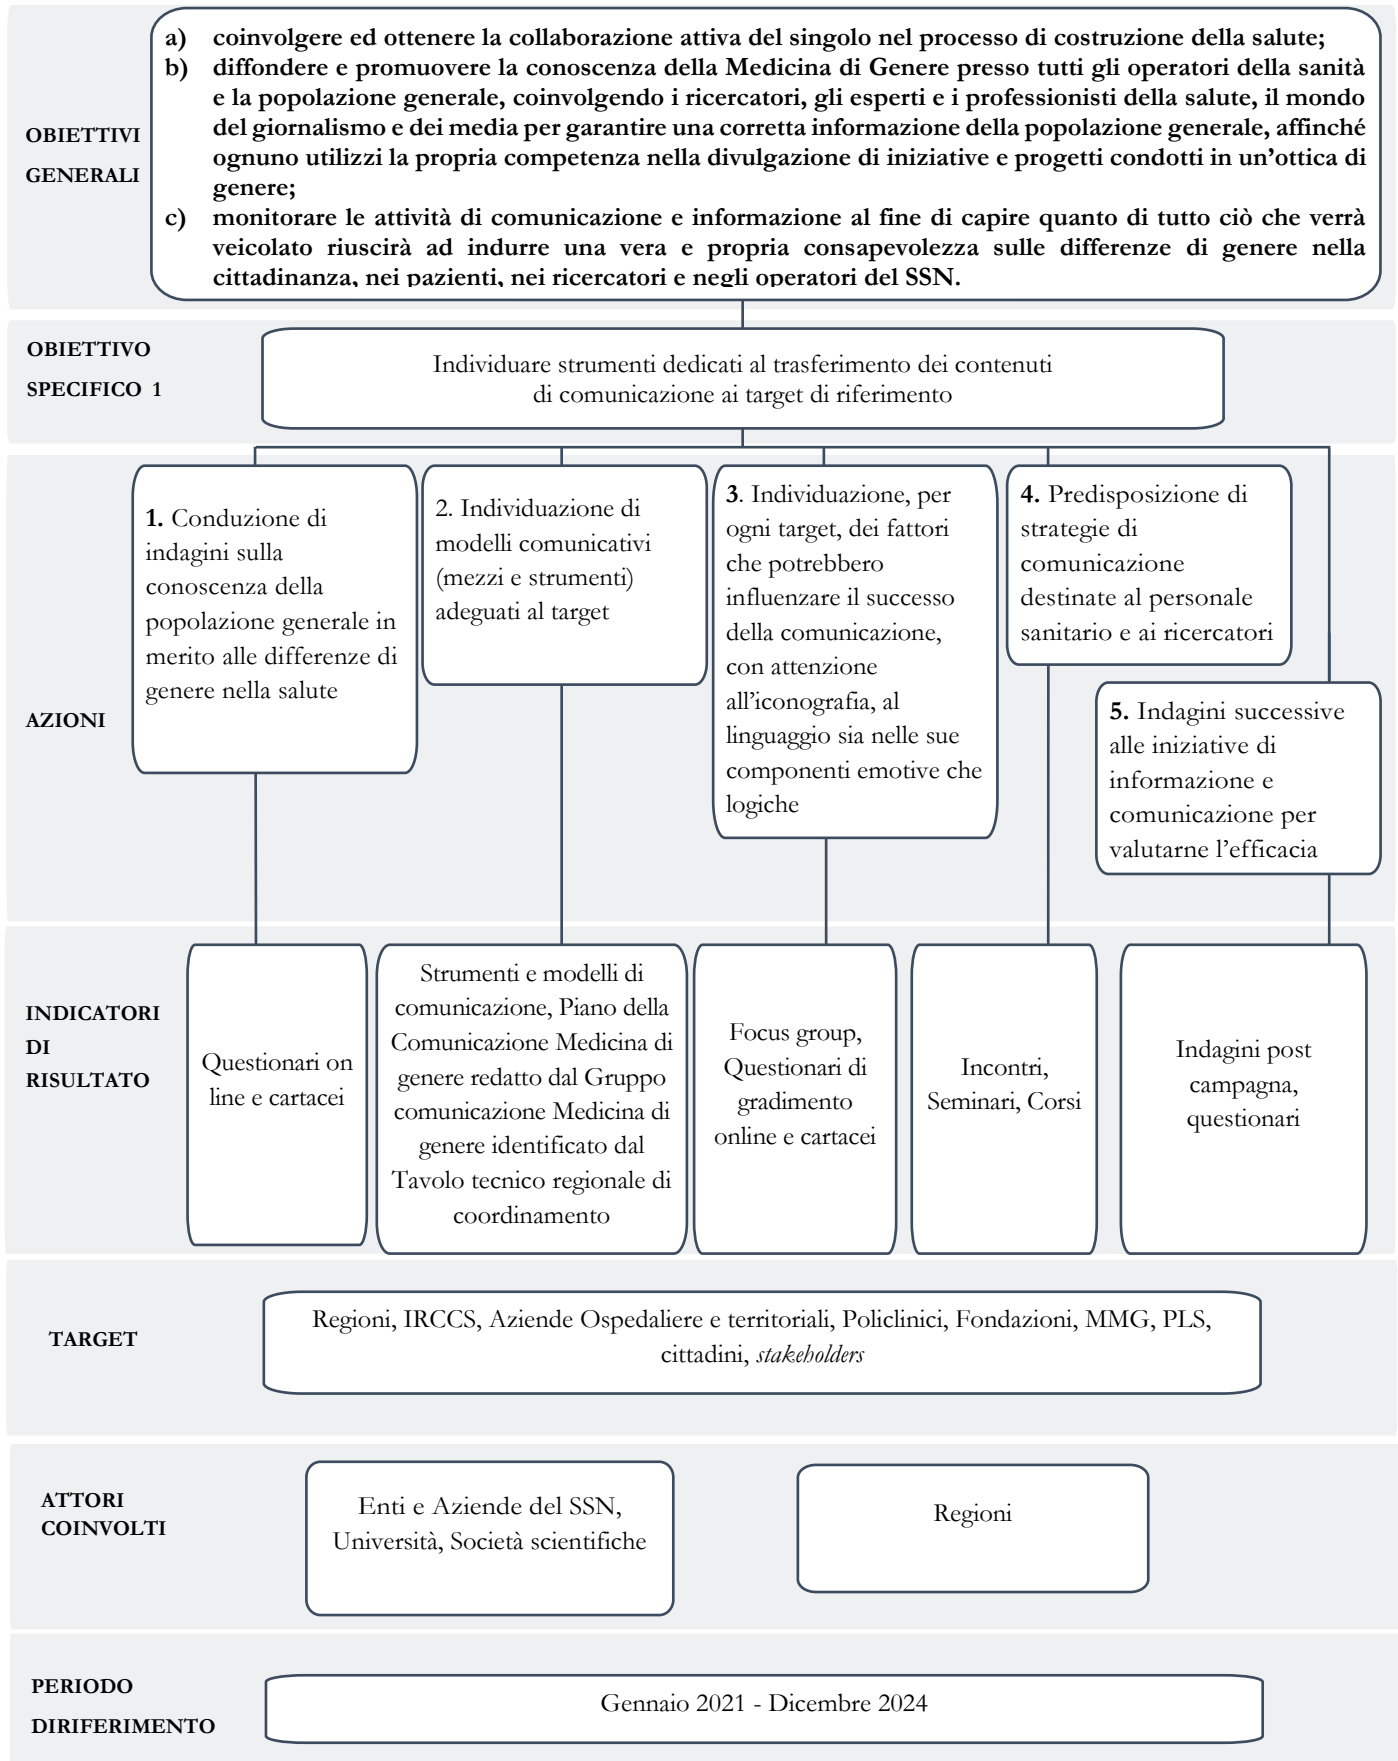 OBIETTIVI
GENERALI
a) coinvolgere ed ottenere la collaborazione attiva del singolo nel processo di costruzione della salute;
b) diffondere e promuovere la conoscenza della Medicina di Genere presso tutti gli operatori della sanità
e la popolazione generale, coinvolgendo i ricercatori, gli esperti e i professionisti della salute, il mondo
del giornalismo e dei media per garantire una corretta informazione della popolazione generale, affinché
ognuno utilizzi la propria competenza nella divulgazione di iniziative e progetti condotti in un’ottica di
genere;
c) monitorare le attività di comunicazione e informazione al fine di capire quanto di tutto ciò che verrà
veicolato riuscirà ad indurre una vera e propria consapevolezza sulle differenze di genere nella
cittadinanza, nei pazienti, nei ricercatori e negli operatori del SSN.
OBIETTIVO
SPECIFICO 1
Individuare strumenti dedicati al trasferimento dei contenuti
di comunicazione ai target di riferimento
AZIONI
1. Conduzione di
indagini sulla
conoscenza della
popolazione generale in
merito alle differenze di
genere nella salute
2. Individuazione di
modelli comunicativi
(mezzi e strumenti)
adeguati al target
3. Individuazione, per
ogni target, dei fattori
che potrebbero
influenzare il successo
della comunicazione,
con attenzione
all’iconografia, al
linguaggio sia nelle sue
componenti emotive che
logiche
4. Predisposizione di
strategie di
comunicazione
destinate al personale
sanitario e ai ricercatori
5. Indagini successive
alle iniziative di
informazione e
comunicazione per
valutarne l’efficacia
INDICATORI
DI
RISULTATO
Questionari on
line e cartacei
Strumenti e modelli di
comunicazione, Piano della
Comunicazione Medicina di
genere redatto dal Gruppo
comunicazione Medicina di
genere identificato dal
Tavolo tecnico regionale di
coordinamento
Focus group,
Questionari di
gradimento
online e cartacei
Incontri,
Seminari, Corsi
Indagini post
campagna,
questionari
TARGET
Regioni, IRCCS, Aziende Ospedaliere e territoriali, Policlinici, Fondazioni, MMG, PLS,
cittadini, stakeholders
ATTORI
COINVOLTI
Enti e Aziende del SSN,
Università, Società scientifiche
Regioni
PERIODO
DIRIFERIMENTO
Gennaio 2021 - Dicembre 2024